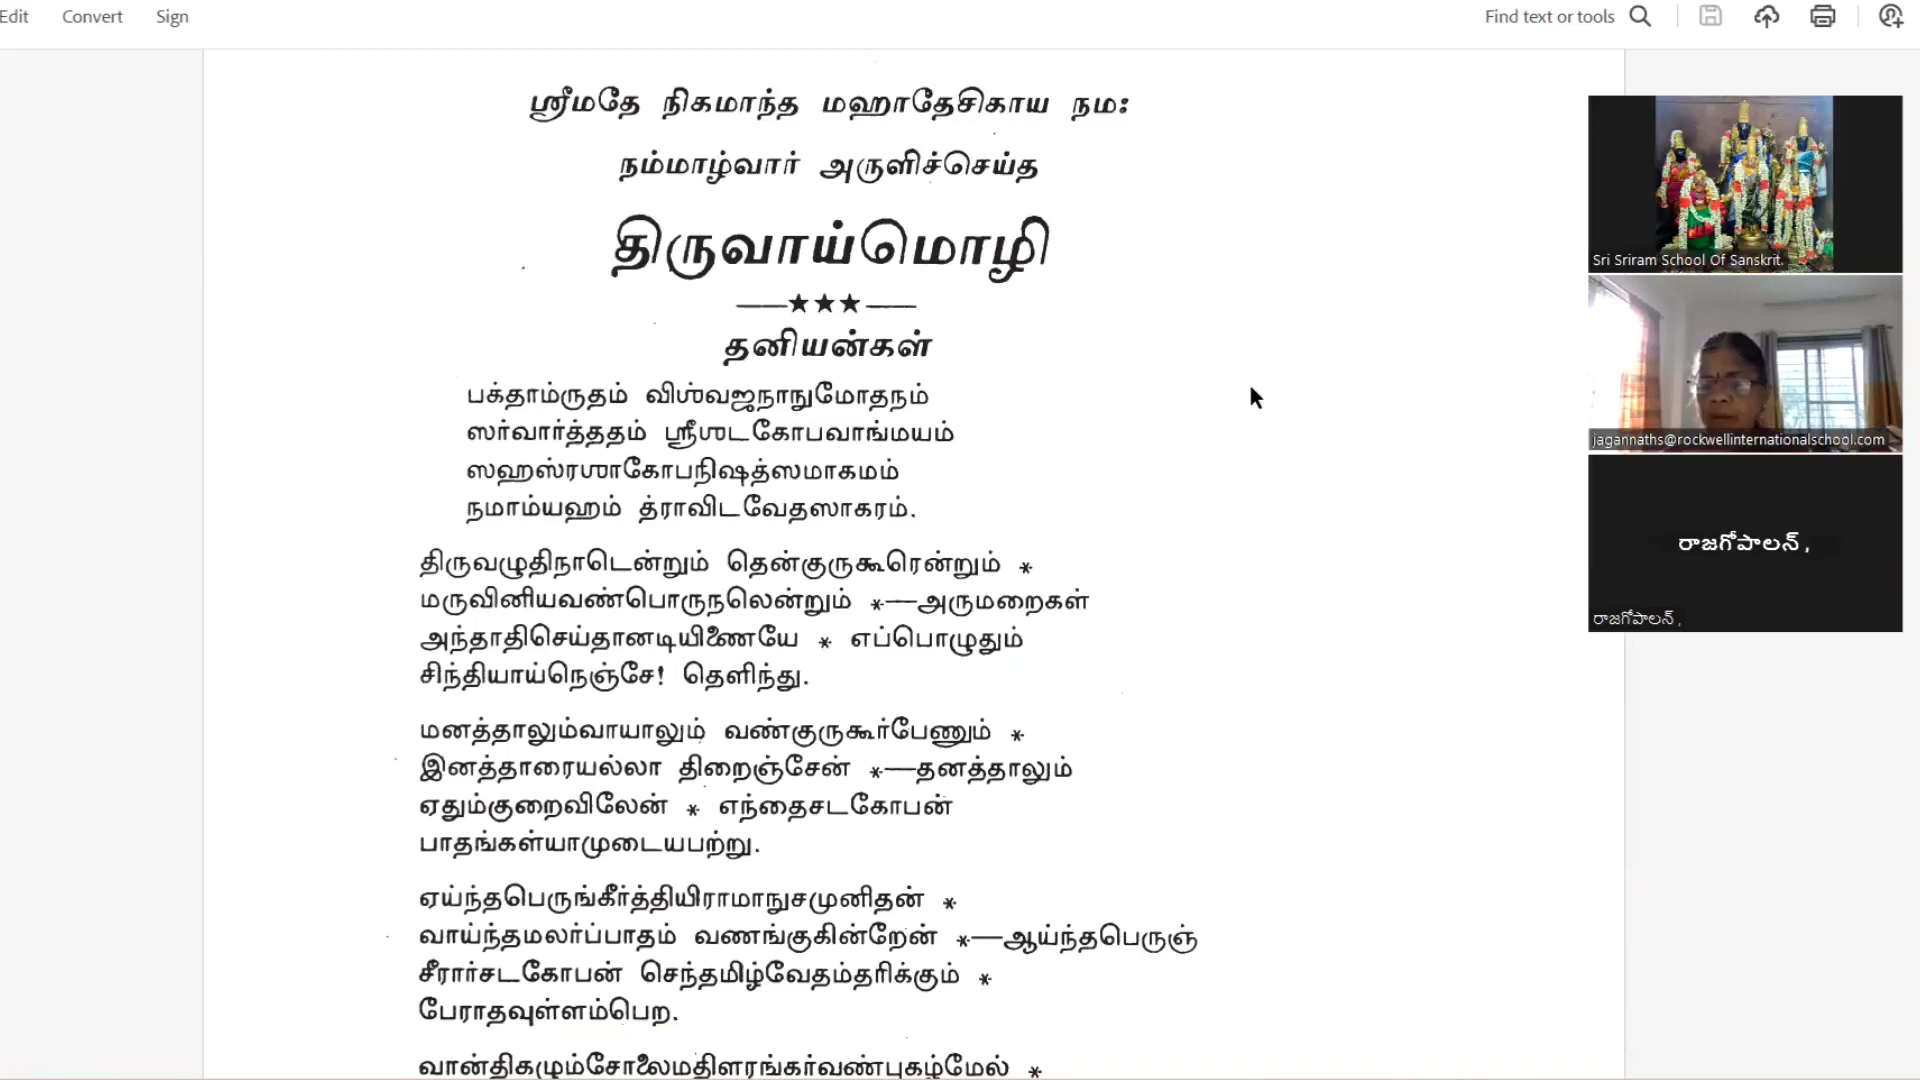 Edit Convert Sign Find text or tools
ஸ்ரீமதே நிகமாந்த மஹாதேசிகாய நமः
நம்மாழ்வார் அருளிச்செய்த
திருவாய்மொழி
தனியன்கள்
பக்தாம்ருதம் விஶ்வஜநாநுமோதநம்
ஸர்வார்த்ததம் ஸ்ரீஶடகோபவாங்மயம்
ஸஹஸ்ரஶாகோபநிஷத்ஸமாகமம்
நமாம்யஹம் த்ராவிடவேதஸாகரம்.
திருவழுதிநாடென்றும் தென்குருகூரென்றும் *
மருவினியவண்பொருநலென்றும் *—அருமறைகள்
அந்தாதிசெய்தானடியிணையே * எப்பொழுதும்
சிந்தியாய்நெஞ்சே! தெளிந்து.
மனத்தாலும்வாயாலும் வண்குருகூர்பேணும் *
இனத்தாரையல்லா திறைஞ்சேன் *—தனத்தாலும்
ஏதும்குறைவிலேன் * எந்தைசடகோபன்
பாதங்கள்யாமுடையபற்று.
ஏய்ந்தபெருங்கீர்த்தியிராமாநுசமுனிதன் *
வாய்ந்தமலர்ப்பாதம் வணங்குகின்றேன் *—ஆய்ந்தபெருஞ்
சீரார்சடகோபன் செந்தமிழ்வேதம்தரிக்கும் *
பேராதவுள்ளம்பெற.
வான்திகழும்சோலைமதிளரங்கர்வண்புகழ்மேல் *
Sri Sriram School Of Sanskrit.
jagannaths@rockwellinternationalschool.com
రాజగోపాలన్ ,
రాజగోపాలన్ ,